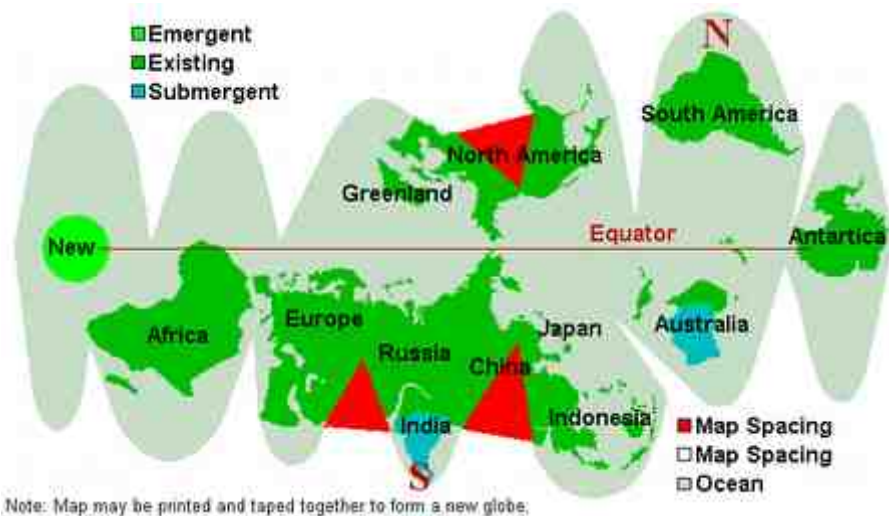 Emergent
Existing
Submergent
N
South America
North America
Greenland
New
Equator
Antartica
Africa
Europe
Russia
China
Japan
Australia
India
Indonesia
S
Map Spacing
Map Spacing
Ocean
Note: Map may be printed and taped together to form a new globe;